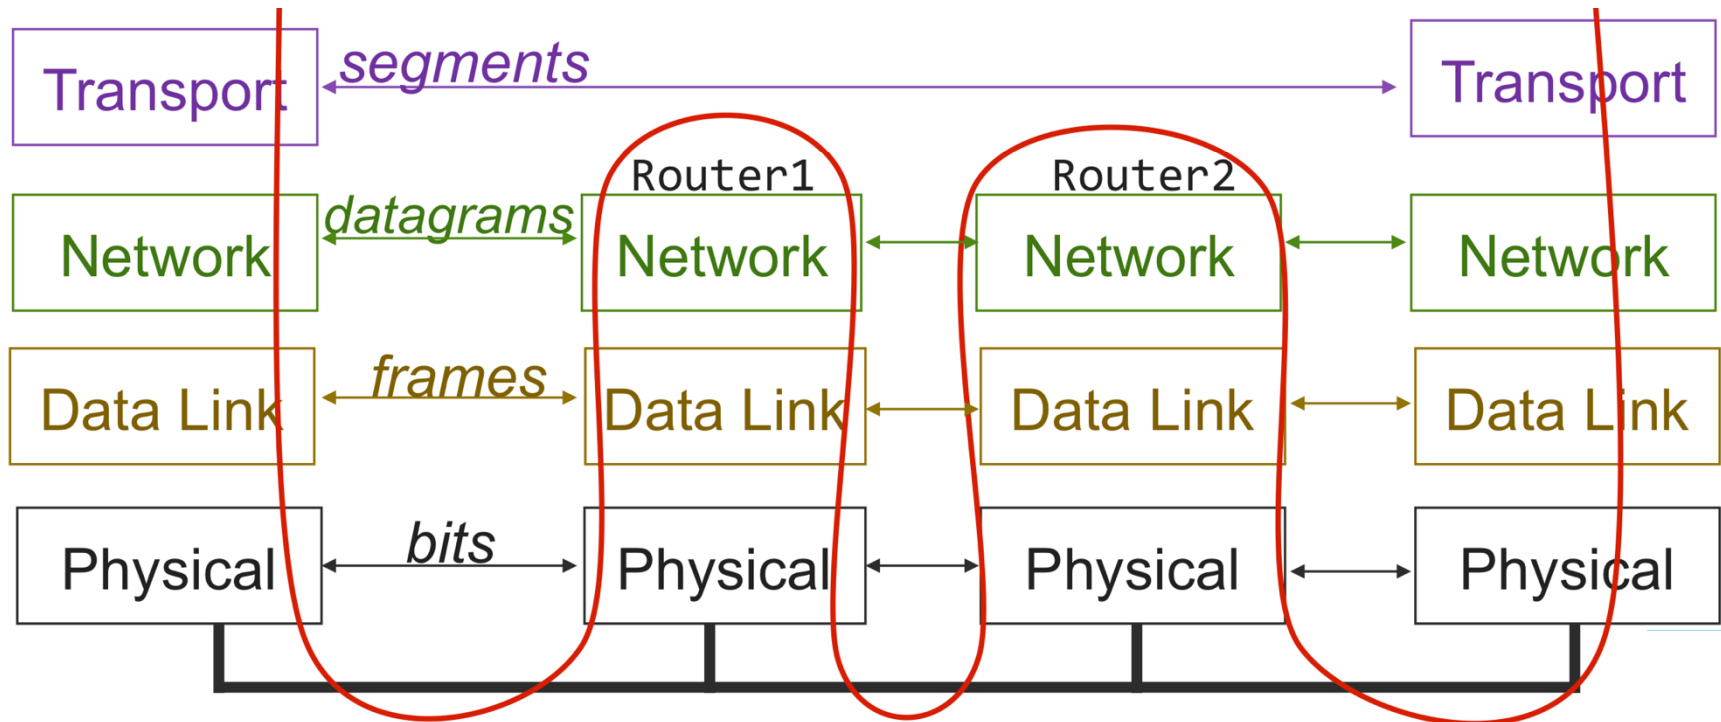 segments
Transport
Transport
Router1
Router2
datagrams
Network
Network
Network
Network
frames
Data Link
Data Link
Data Link
Data Link
bits
Physical
Physical
Physical
Physical